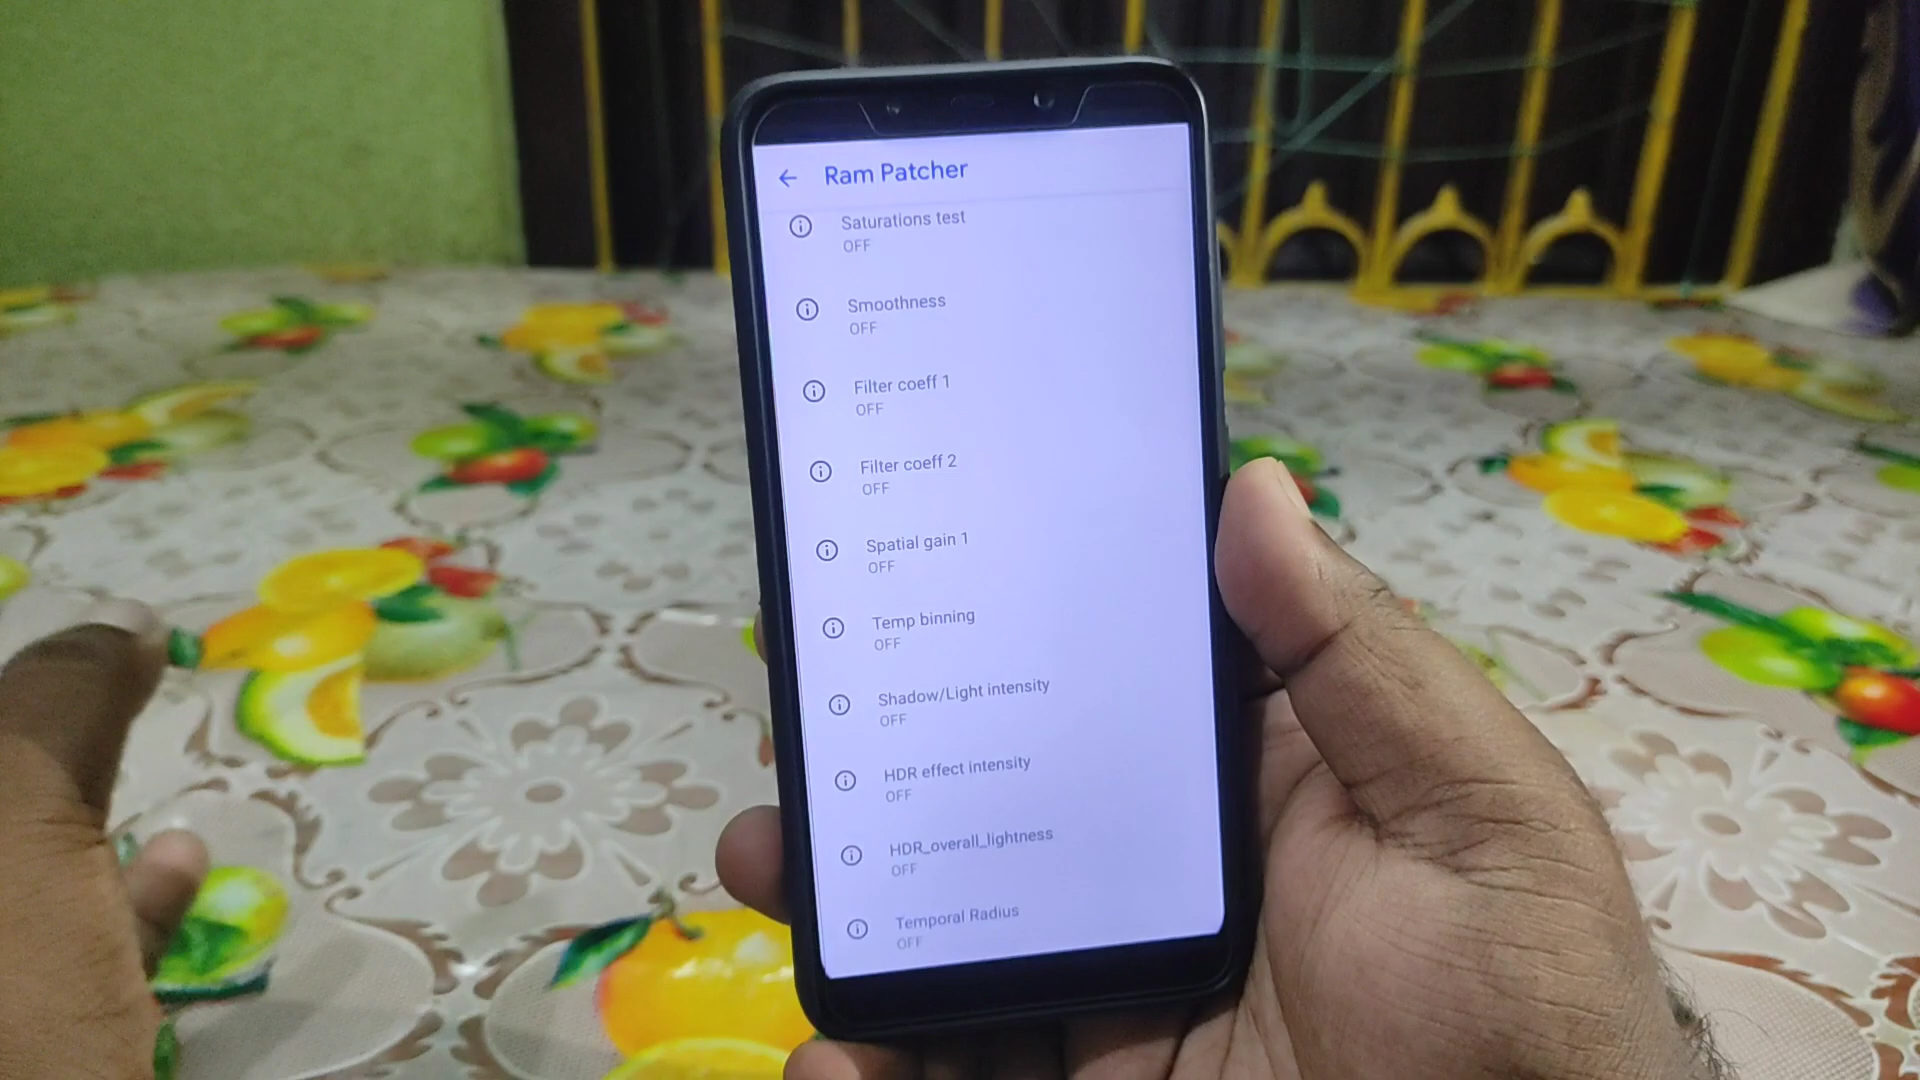 Ram Patcher
Saturations test
OFF
Smoothness
OFF
Filter coeff 1
OFF
Filter coeff 2
OFF
Spatial gain 1
OFF
Temp binning
OFF
Shadow/Light intensity
OFF
HDR effect intensity
OFF
HDR_overall_lightness
OFF
Temporal Radius
OFF